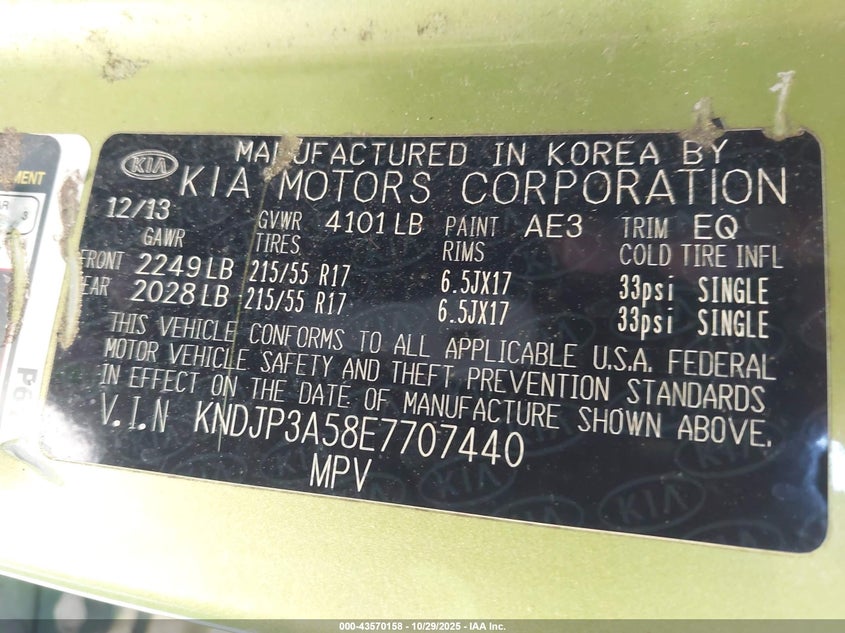 MANUFACTURED IN KOREA BY
KIA KIA MOTORS CORPORATION
12/13 GVWR 4101 LB PAINT AE3 TRIM EQ
GAWR TIRES RIMS COLD TIRE INFL
FRONT 2249 LB 215/55 R17 6.5JX17 33psi SINGLE
REAR 2028 LB 215/55 R17 6.5JX17 33psi SINGLE
THIS VEHICLE CONFORMS TO ALL APPLICABLE U.S.A. FEDERAL
MOTOR VEHICLE SAFETY AND THEFT PREVENTION STANDARDS
IN EFFECT ON THE DATE OF MANUFACTURE SHOWN ABOVE.
V.I.N KNDJP3A58E7707440
MPV
000-43570158 - 10/29/2025 - IAA Inc.